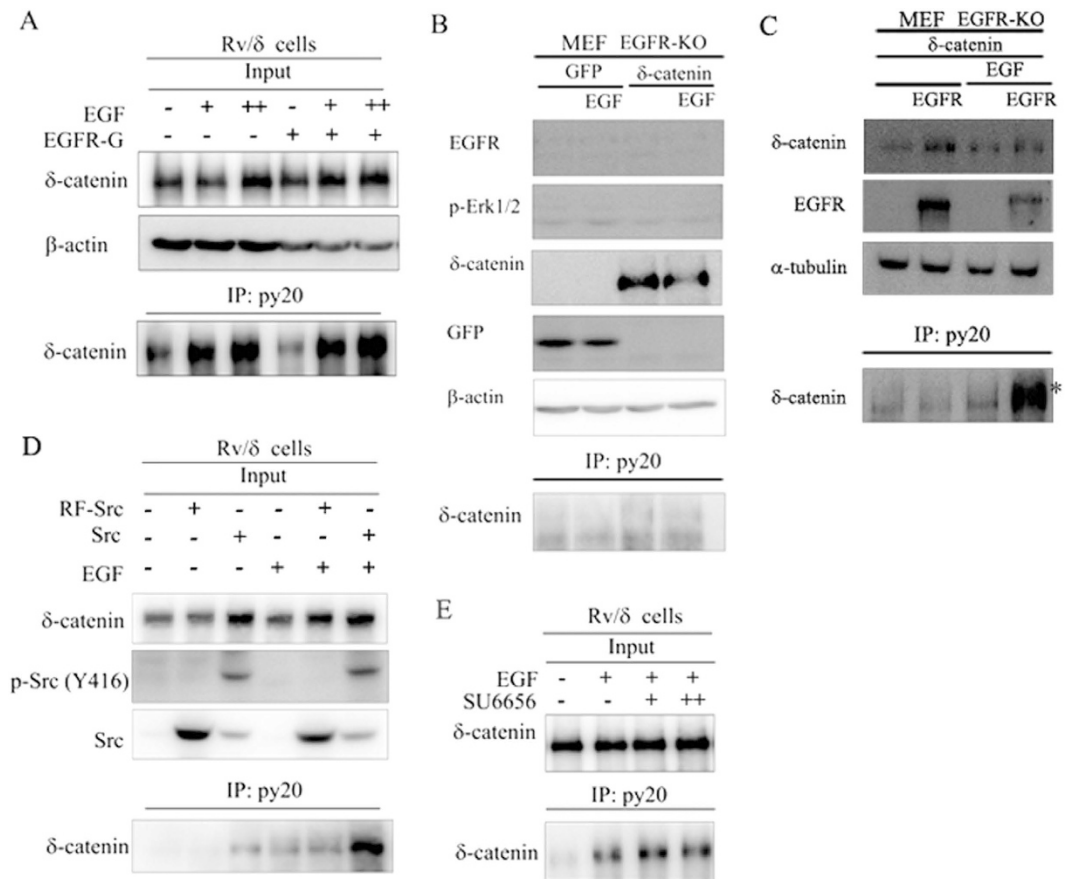 A
Rv/δ cells
Input
EGF - + ++ - + ++
EGFR-G - - - + + +
δ-catenin
β-actin
IP: py20
δ-catenin
B
MEF EGFR-KO
GFP δ-catenin
EGF EGF
EGFR
p-Erk1/2
δ-catenin
GFP
β-actin
IP: py20
δ-catenin
C
MEF EGFR-KO
δ-catenin
EGF
EGFR EGFR
δ-catenin
EGFR
α-tubulin
IP: py20
δ-catenin *
D
Rv/δ cells
Input
RF-Src - + - - + -
Src - - + - - +
EGF - - - + + +
δ-catenin
p-Src (Y416)
Src
IP: py20
δ-catenin
E
Rv/δ cells
Input
EGF - + + +
SU6656 - - + ++
δ-catenin
IP: py20
δ-catenin